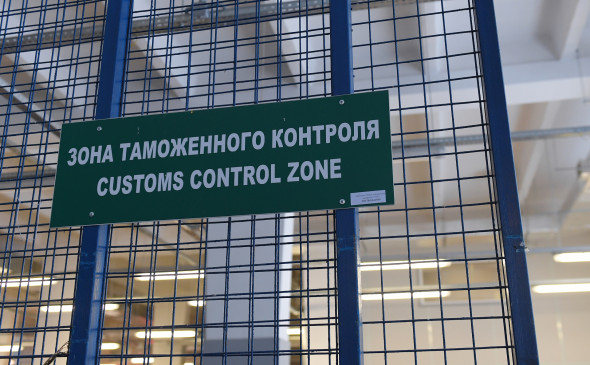 ЗОНА ТАМОЖЕННОГО КОНТРОЛЯ
CUSTOMS CONTROL ZONE